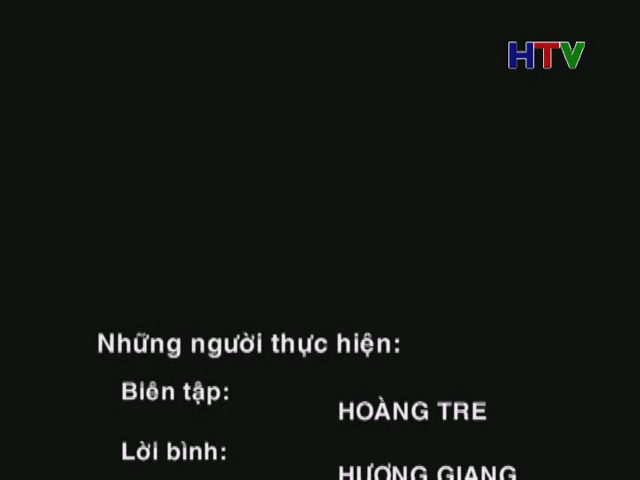 HTV
Những người thực hiện:
Biên tập:
HOÀNG TRE
Lời bình:
HƯƠNG GIANG